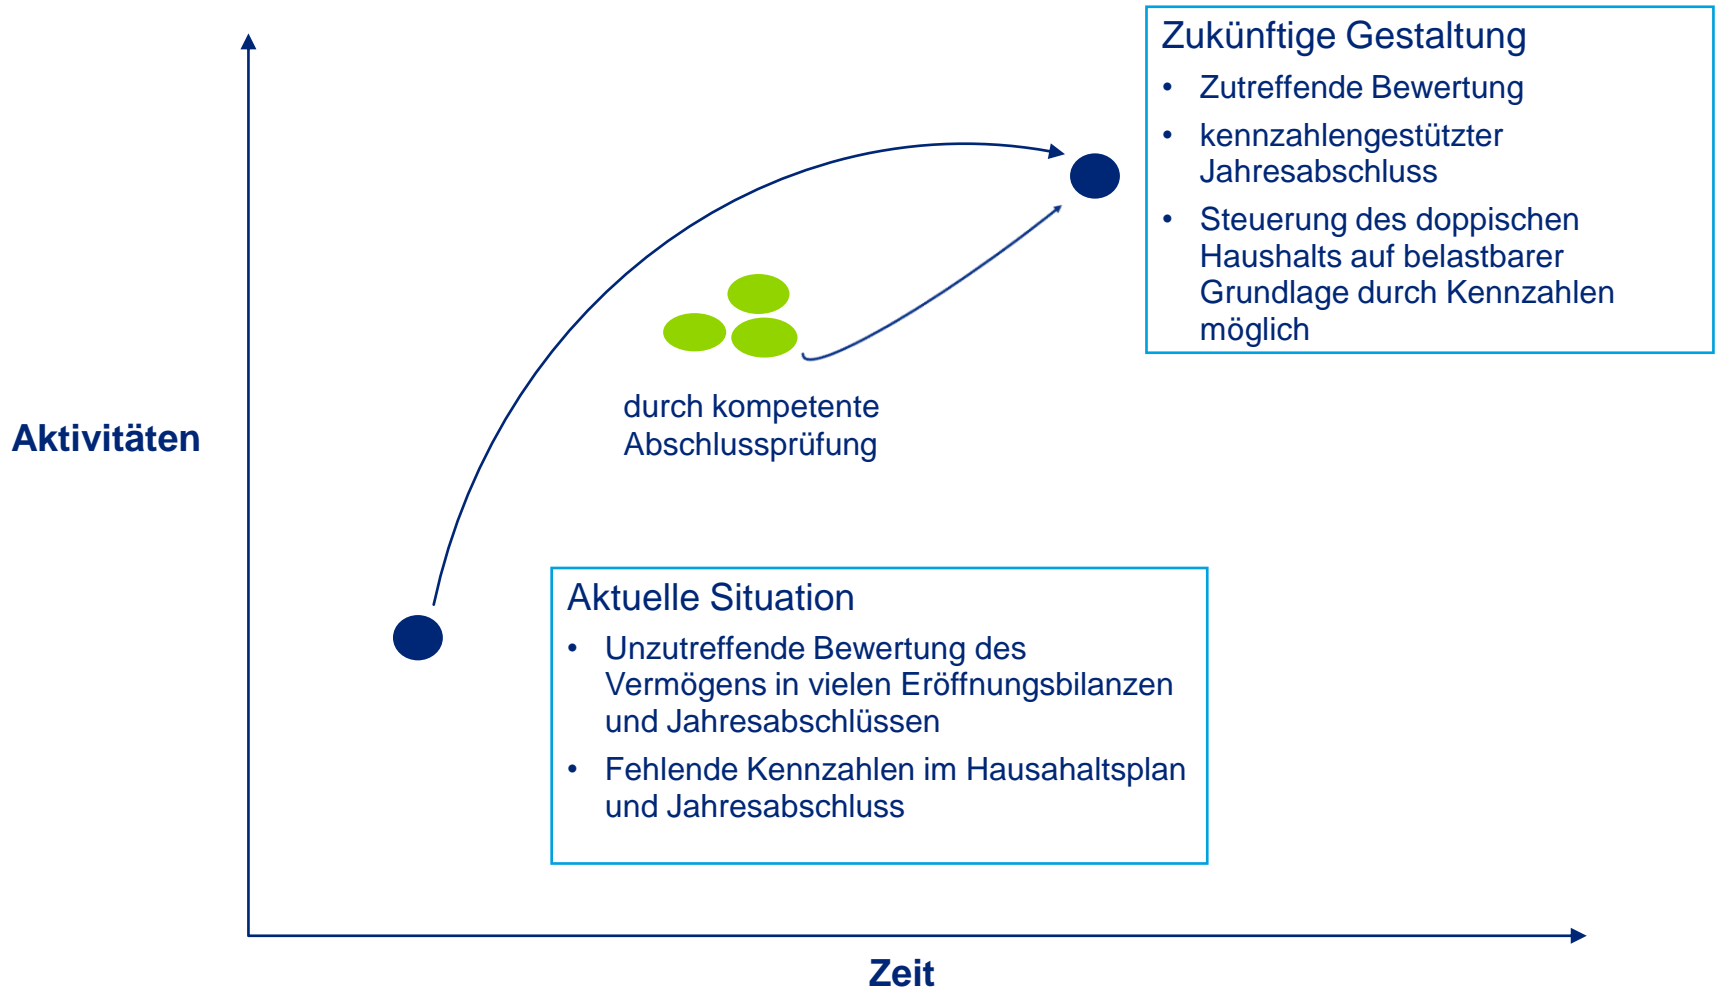 Zukünftige Gestaltung
• Zutreffende Bewertung
• kennzahlengestützter
Jahresabschluss
• Steuerung des doppischen
Haushalts auf belastbarer
Grundlage durch Kennzahlen
möglich
durch kompetente
Abschlussprüfung
Aktivitäten
Aktuelle Situation
• Unzutreffende Bewertung des
Vermögens in vielen Eröffnungsbilanzen
und Jahresabschlüssen
• Fehlende Kennzahlen im Hausahaltsplan
und Jahresabschluss
Zeit